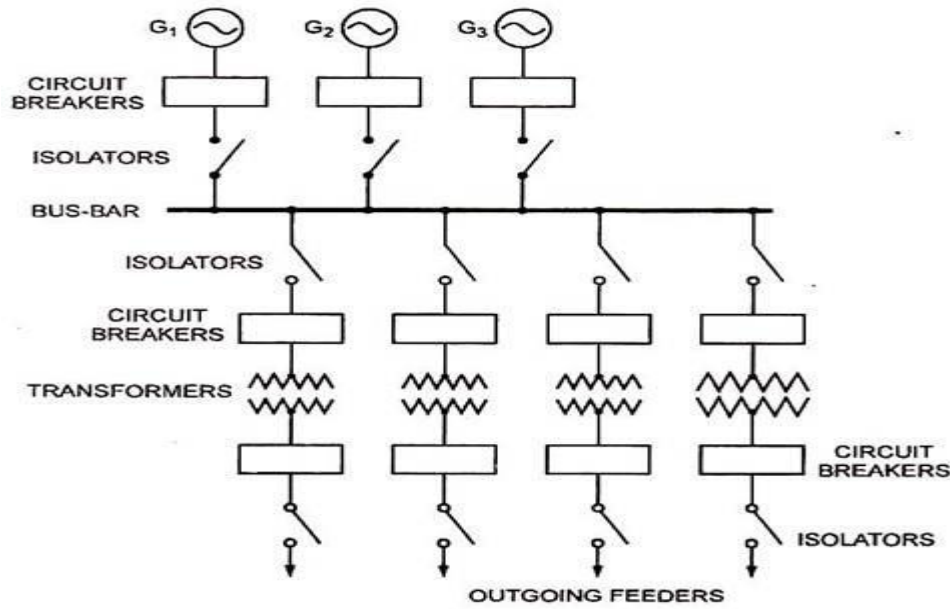 G1
G2
G3
CIRCUIT
BREAKERS
ISOLATORS
BUS-BAR
ISOLATORS
CIRCUIT
BREAKERS
TRANSFORMERS
CIRCUIT
BREAKERS
ISOLATORS
OUTGOING FEEDERS